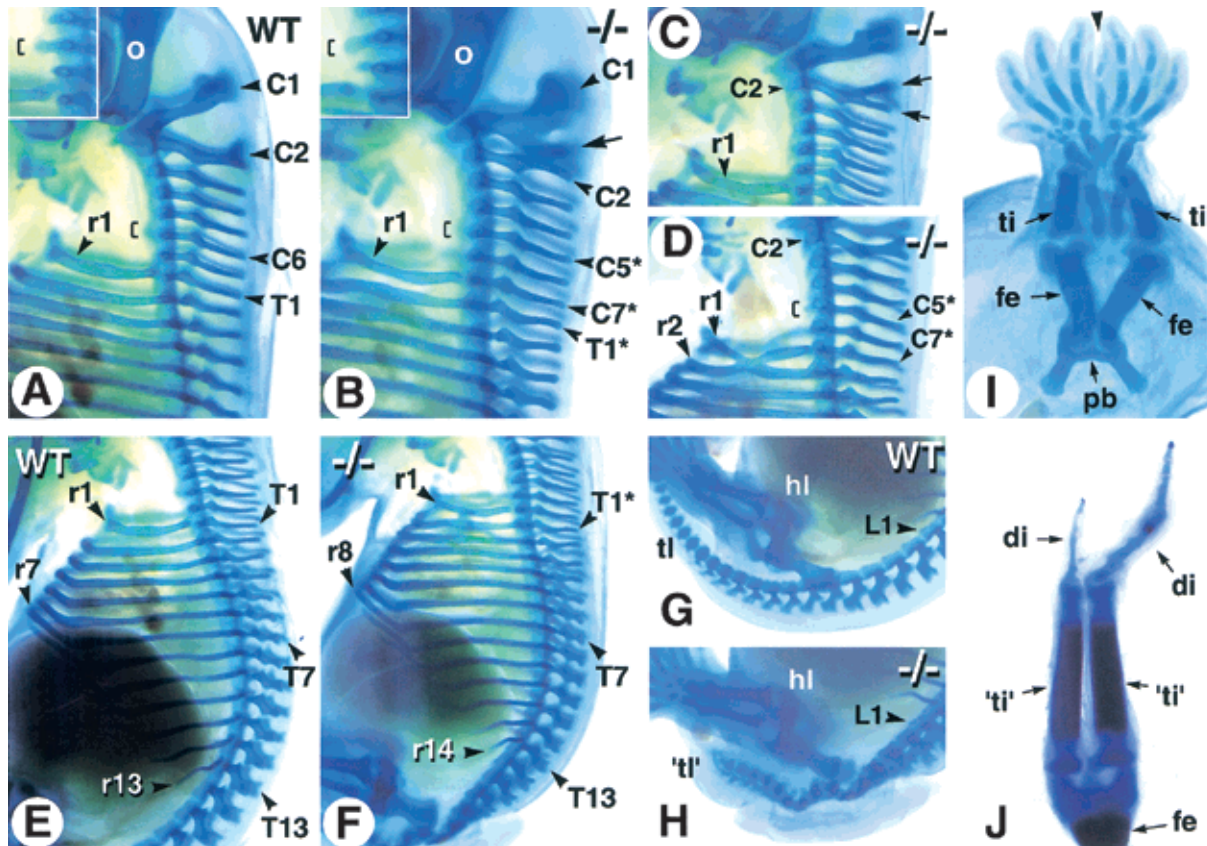 [ o WT
C1
C2
r1 [
C6
T1
A
[ o -/-
C1
C2
r1 [
C5*
C7*
T1*
B
C -/-
C2
r1
D -/-
C2
r1 [
r2
C5*
C7*
ti ti
fe fe
pb
I
WT
r1 T1
r7
T7
r13
T13
E
-/-
r1 T1*
r8
T7
r14
T13
F
WT
hl
L1
tl
G
-/-
hl
L1
'tl'
H
di
di
'ti' 'ti'
fe
J